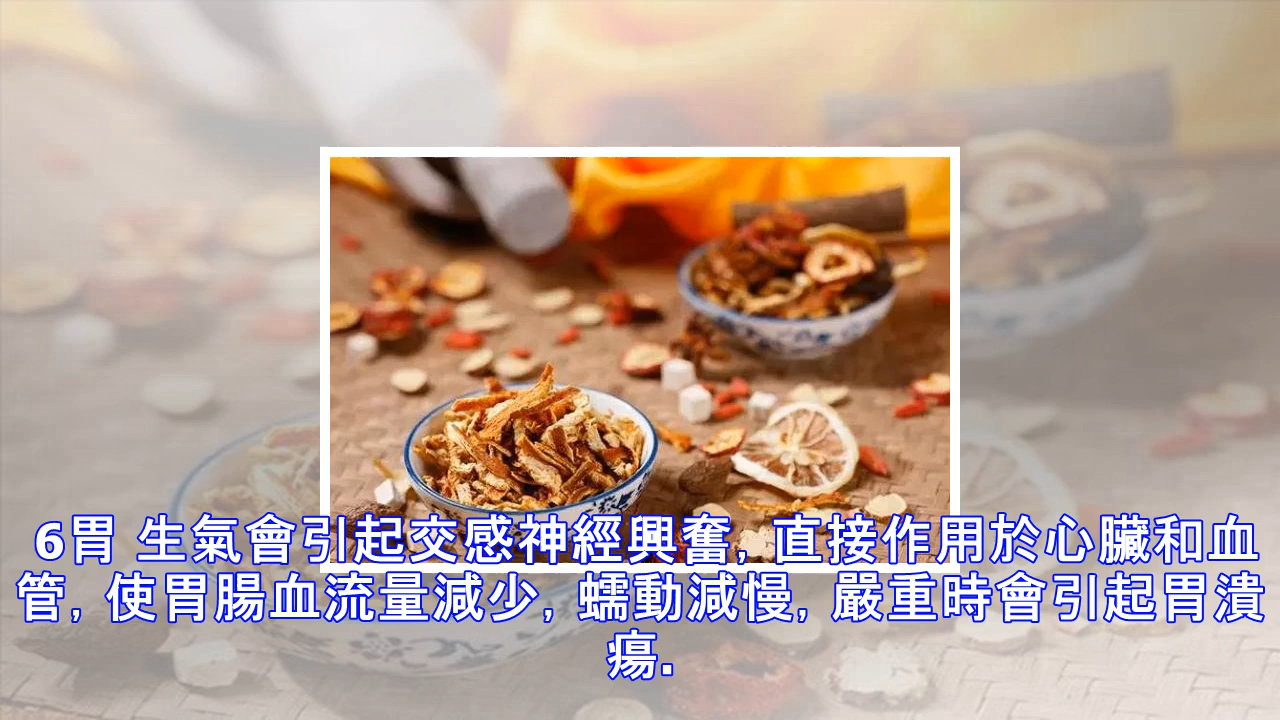 6胃 生氣會引起交感神經興奮, 直接作用於心臟和血
管, 使胃腸血流量減少, 蠕動減慢, 嚴重時會引起胃潰
瘍.